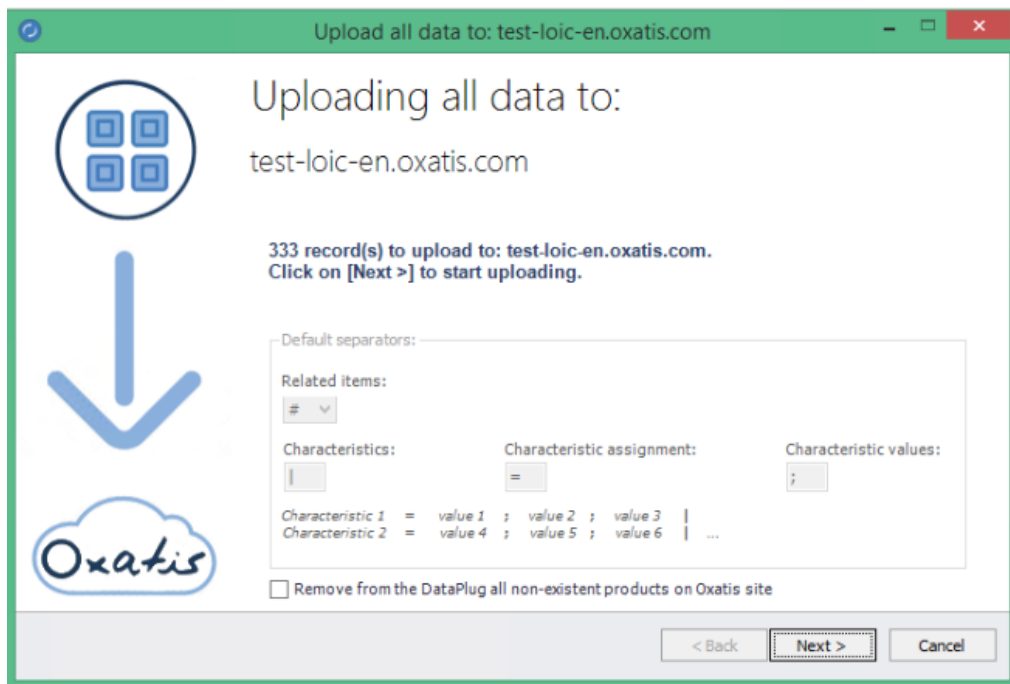 Upload all data to: test-loic-en.oxatis.com
Uploading all data to:
test-loic-en.oxatis.com
333 record(s) to upload to: test-loic-en.oxatis.com.
Click on [Next >] to start uploading.
Default separators:
Related items:
#
Characteristics: Characteristic assignment: Characteristic values:
| = ;
Characteristic 1 = value 1 ; value 2 ; value 3 |
Characteristic 2 = value 4 ; value 5 ; value 6 | ...
Oxatis
Remove from the DataPlug all non-existent products on Oxatis site
< Back Next > Cancel